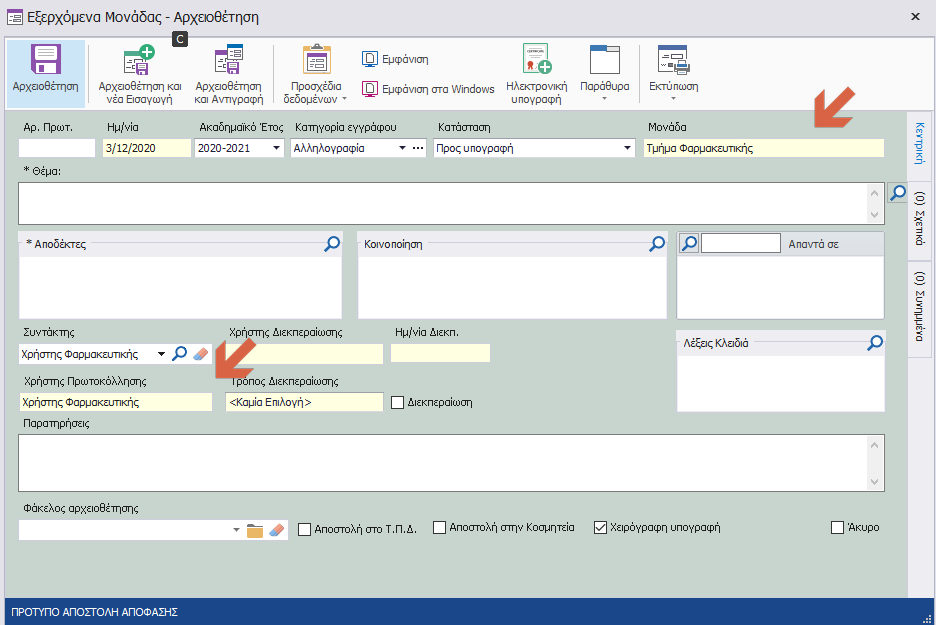 Εξερχόμενα Μονάδας - Αρχειοθέτηση
C
Αρχειοθέτηση
Αρχειοθέτηση και
νέα Εισαγωγή
Αρχειοθέτηση
και Αντιγραφή
Προσχέδια
δεδομένων
Εμφάνιση
Εμφάνιση στα Windows
Ηλεκτρονική
υπογραφή
Παράθυρα
Εκτύπωση
Αρ. Πρωτ.
Ημ/νία
Ακαδημαϊκό Έτος
Κατηγορία εγγράφου
Κατάσταση
Μονάδα
3/12/2020
2020-2021
Αλληλογραφία
Προς υπογραφή
Τμήμα Φαρμακευτικής
* Θέμα:
* Αποδέκτες
Κοινοποίηση
Απαντά σε
Συντάκτης
Χρήστης Διεκπεραίωσης
Ημ/νία Διεκπ.
Λέξεις Κλειδιά
Χρήστης Φαρμακευτικής
Χρήστης Πρωτοκόλλησης
Τρόπος Διεκπεραίωσης
Χρήστης Φαρμακευτικής
<Καμία Επιλογή>
Διεκπεραίωση
Παρατηρήσεις
Φάκελος αρχειοθέτησης
Αποστολή στο Τ.Π.Δ.
Αποστολή στην Κοσμητεία
Χειρόγραφη υπογραφή
Άκυρο
Κεντρική
(0) Σχετικά
(0) Συνημμένα
ΠΡΟΤΥΠΟ ΑΠΟΣΤΟΛΗ ΑΠΟΦΑΣΗΣ